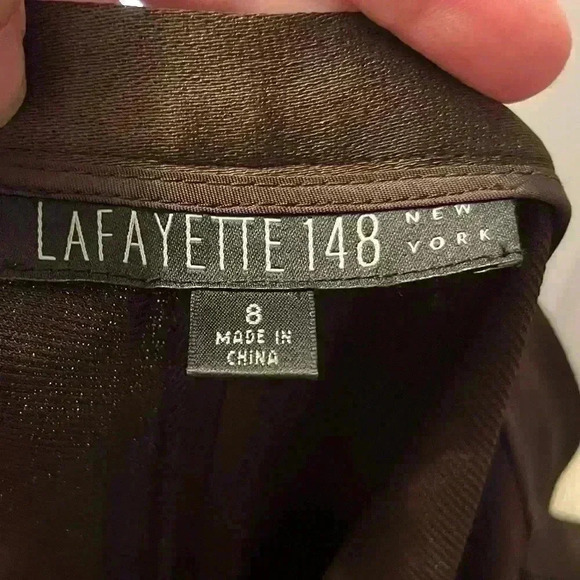 LAFAYETTE 148 NEW YORK
8
MADE IN
CHINA